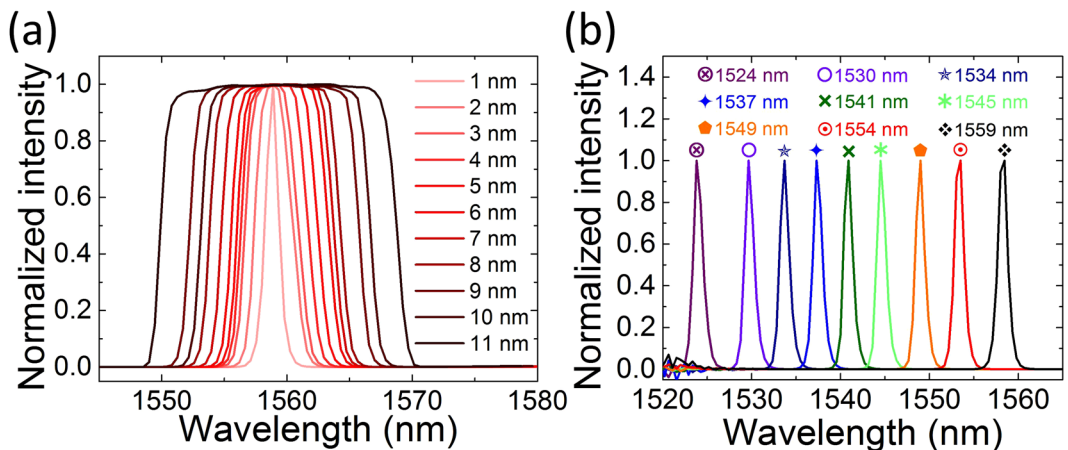 (a)
Normalized intensity
1.0
0.8
0.6
0.4
0.2
0.0
1 nm
2 nm
3 nm
4 nm
5 nm
6 nm
7 nm
8 nm
9 nm
10 nm
11 nm
1550 1560 1570 1580
Wavelength (nm)
(b)
Normalized intensity
1.4
1.2
1.0
0.8
0.6
0.4
0.2
0.0
1524 nm 1530 nm 1534 nm
1537 nm 1541 nm 1545 nm
1549 nm 1554 nm 1559 nm
1520 1530 1540 1550 1560
Wavelength (nm)